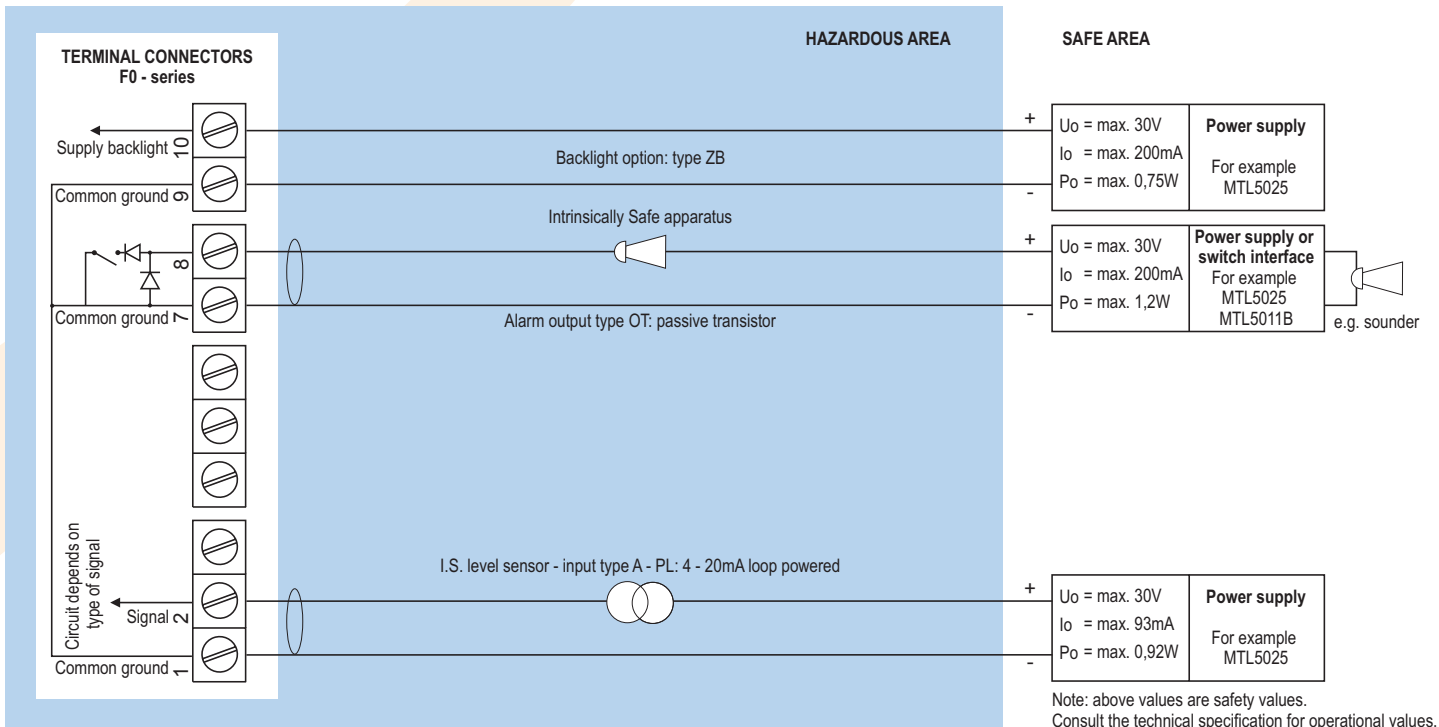 HAZARDOUS AREA
SAFE AREA
TERMINAL CONNECTORS
F0 - series
Supply backlight
10
Common ground
9
8
Common ground
7
Circuit depends on
type of signal
Signal
2
Common ground
1
Backlight option: type ZB
Intrinsically Safe apparatus
Alarm output type OT: passive transistor
I.S. level sensor - input type A - PL: 4 - 20mA loop powered
+
-
Uo = max. 30V
Io = max. 200mA
Po = max. 0,75W
Power supply
For example
MTL5025
+
-
Uo = max. 30V
Io = max. 200mA
Po = max. 1,2W
Power supply or
switch interface
For example
MTL5025
MTL5011B
e.g. sounder
+
-
Uo = max. 30V
Io = max. 93mA
Po = max. 0,92W
Power supply
For example
MTL5025
Note: above values are safety values.
Consult the technical specification for operational values.